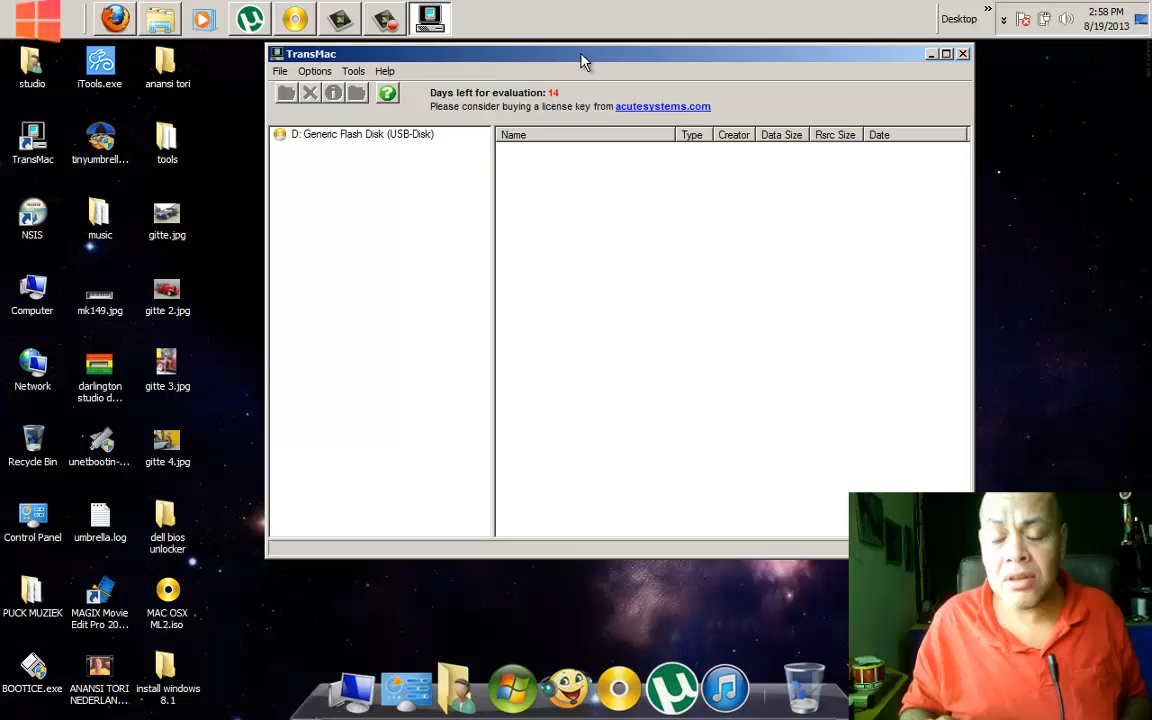 Desktop
»
2:58 PM
8/19/2013
TransMac
File Options Tools Help
Days left for evaluation: 14
Please consider buying a license key from acutesystems.com
D: Generic Flash Disk (USB-Disk)
Name Type Creator Data Size Rsrc Size Date
studio
iTools.exe
anansi tori
TransMac
tinyumbrell...
tools
NSIS
music
gitte.jpg
Computer
mk149.jpg
gitte 2.jpg
Network
darlington
studio d...
gitte 3.jpg
Recycle Bin
unetbootin-...
gitte 4.jpg
Control Panel
umbrella.log
dell bios
unlocker
PUCK MUZIEK
MAGIX Movie
Edit Pro 20...
MAC OSX
ML2.iso
BOOTICE.exe
ANANSI TORI
NEDERLAN...
install windows
8.1